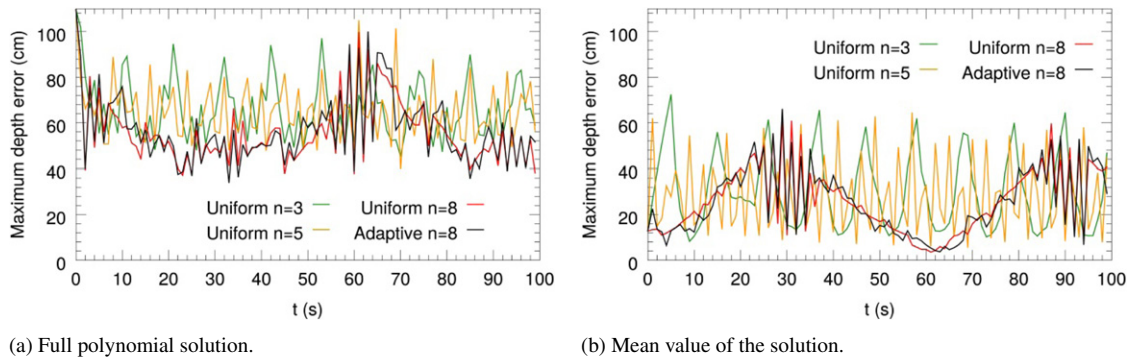 Maximum depth error (cm)
100
80
60
40
20
0
Uniform n=3
Uniform n=8
Uniform n=5
Adaptive n=8
0 10 20 30 40 50 60 70 80 90 100
t (s)
(a) Full polynomial solution.
Maximum depth error (cm)
100
80
60
40
20
0
Uniform n=3
Uniform n=8
Uniform n=5
Adaptive n=8
0 10 20 30 40 50 60 70 80 90 100
t (s)
(b) Mean value of the solution.